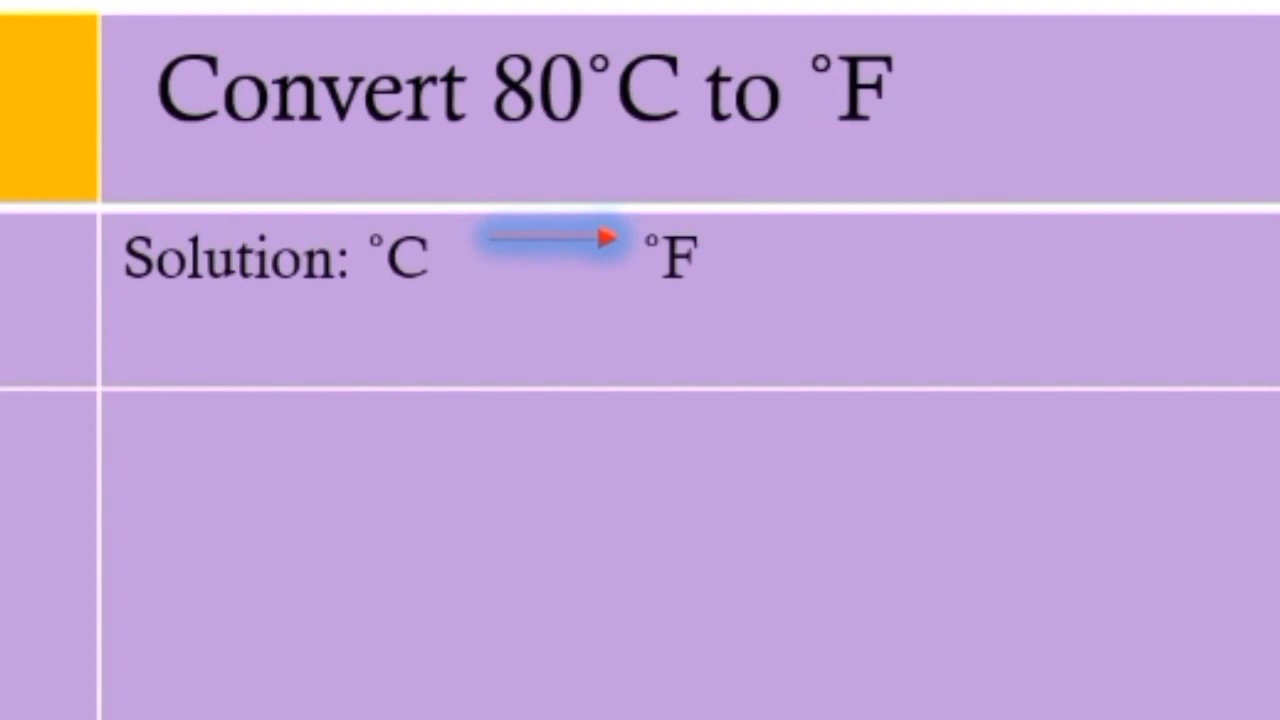 Convert 80°C to °F
Solution: °C → °F